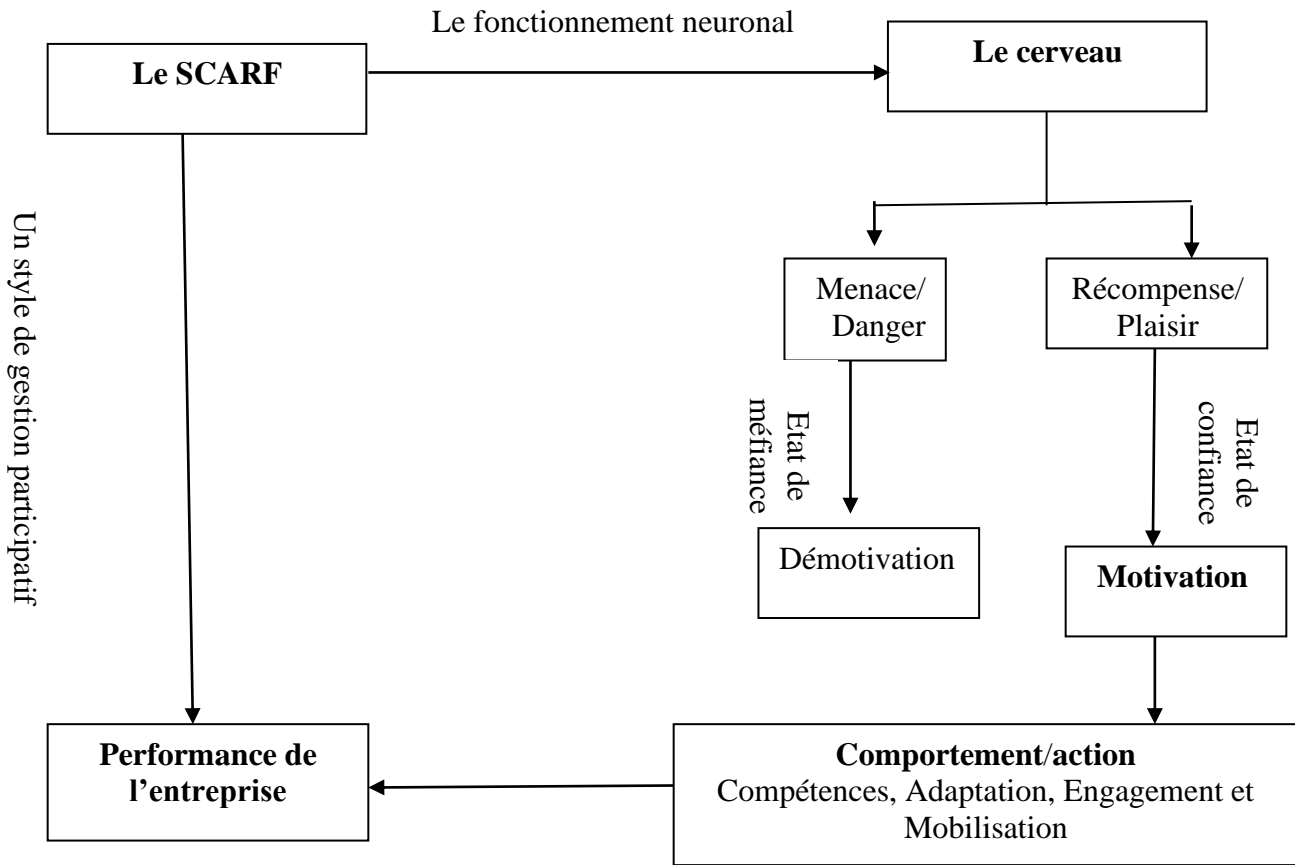 Le fonctionnement neuronal
Le SCARF
Le cerveau
Un style de gestion participatif
Menace/
Danger
Récompense/
Plaisir
Etat de
méfiance
Etat de
confiance
Démotivation
Motivation
Performance de
l’entreprise
Comportement/action
Compétences, Adaptation, Engagement et
Mobilisation